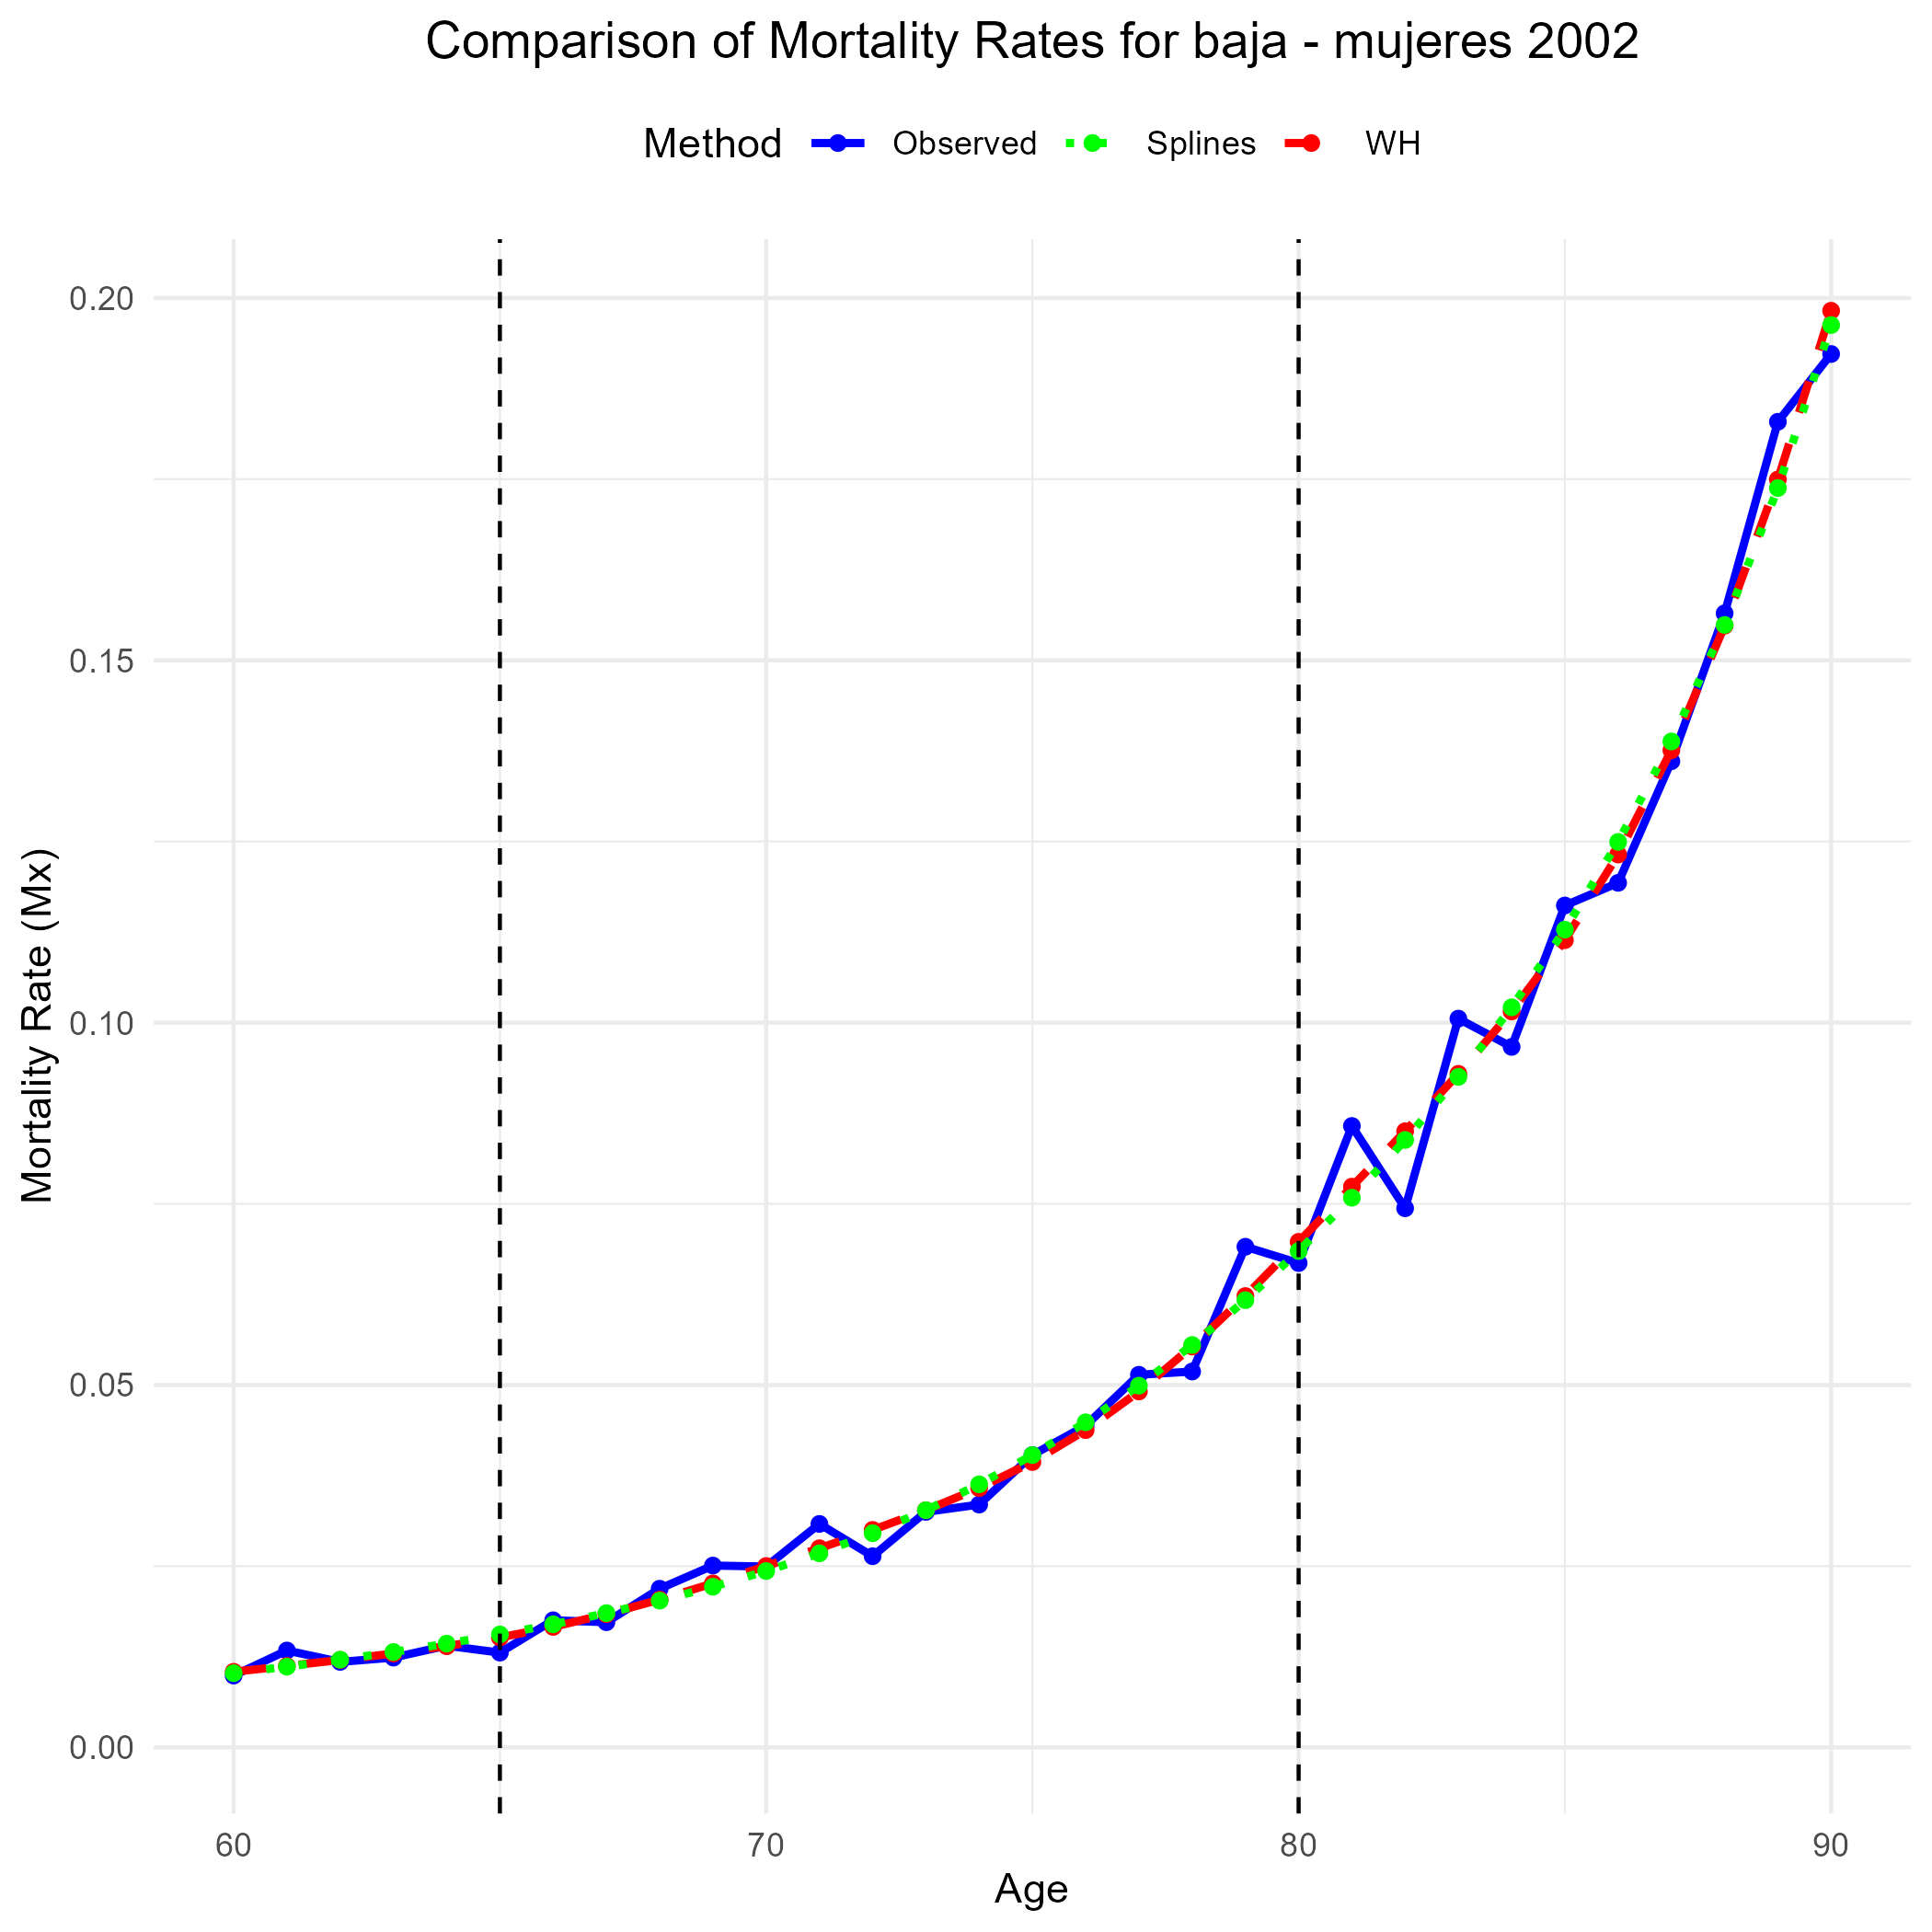 Comparison of Mortality Rates for baja - mujeres 2002
Method Observed Splines WH
Mortality Rate (Mx)
0.20
0.15
0.10
0.05
0.00
60 70 80 90
Age